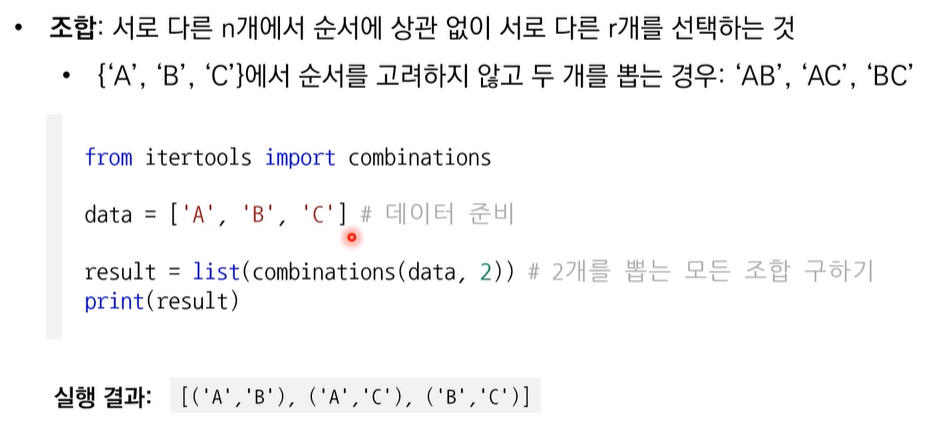 • 조합: 서로 다른 n개에서 순서에 상관 없이 서로 다른 r개를 선택하는 것
• {‘A’, ‘B’, ‘C’}에서 순서를 고려하지 않고 두 개를 뽑는 경우: ‘AB’, ‘AC’, ‘BC’
from itertools import combinations
data = ['A', 'B', 'C'] # 데이터 준비
result = list(combinations(data, 2)) # 2개를 뽑는 모든 조합 구하기
print(result)
실행 결과: [('A','B'), ('A','C'), ('B','C')]